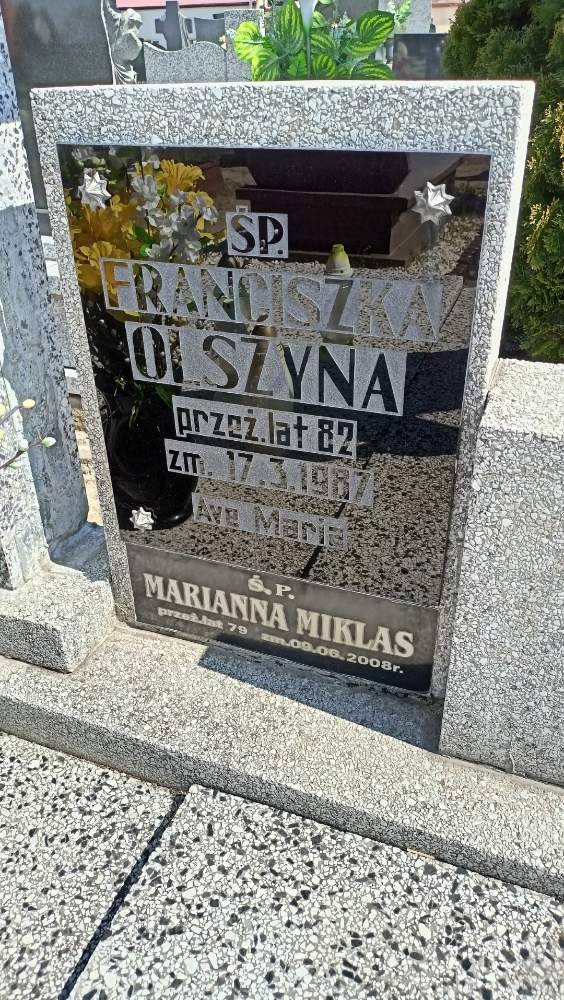 ŚP.
FRANCISZKA
OLSZYNA
przeż.lat 82
zm. 17.3.1987
Ave Maria
Ś.P.
MARIANNA MIKLAS
przeż.lat 79 zm.09.06.2008r.